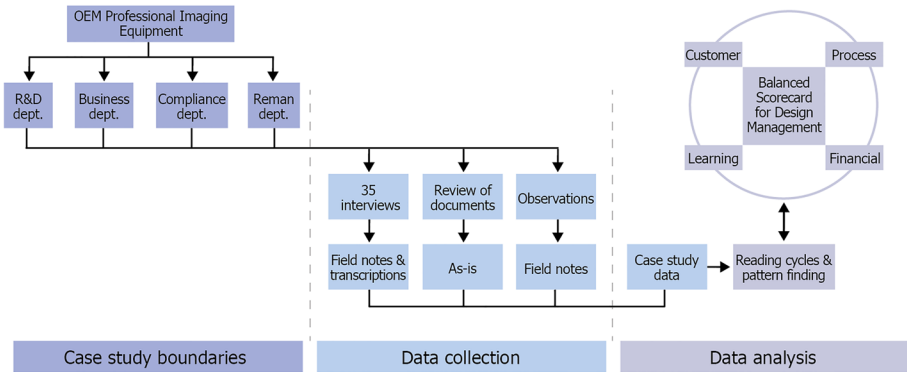 OEM Professional Imaging
Equipment
R&D
dept.
Business
dept.
Compliance
dept.
Reman
dept.
35
interviews
Review of
documents
Observations
Field notes &
transcriptions
As-is
Field notes
Case study
data
Reading cycles &
pattern finding
Customer
Process
Balanced
Scorecard
for Design
Management
Learning
Financial
Case study boundaries
Data collection
Data analysis